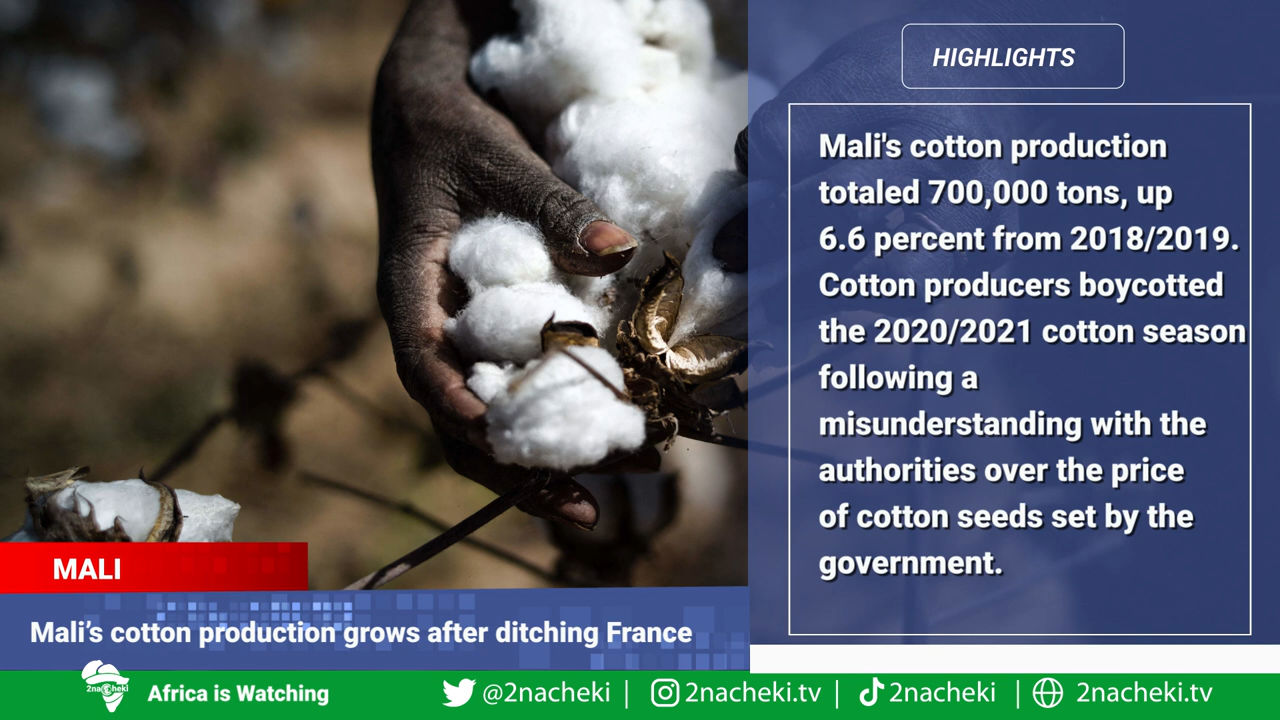 HIGHLIGHTS
Mali's cotton production
totaled 700,000 tons, up
6.6 percent from 2018/2019.
Cotton producers boycotted
the 2020/2021 cotton season
following a
misunderstanding with the
authorities over the price
of cotton seeds set by the
government.
MALI
Mali’s cotton production grows after ditching France
2nacheki
Africa is Watching
@2nacheki | 2nacheki.tv | 2nacheki | 2nacheki.tv